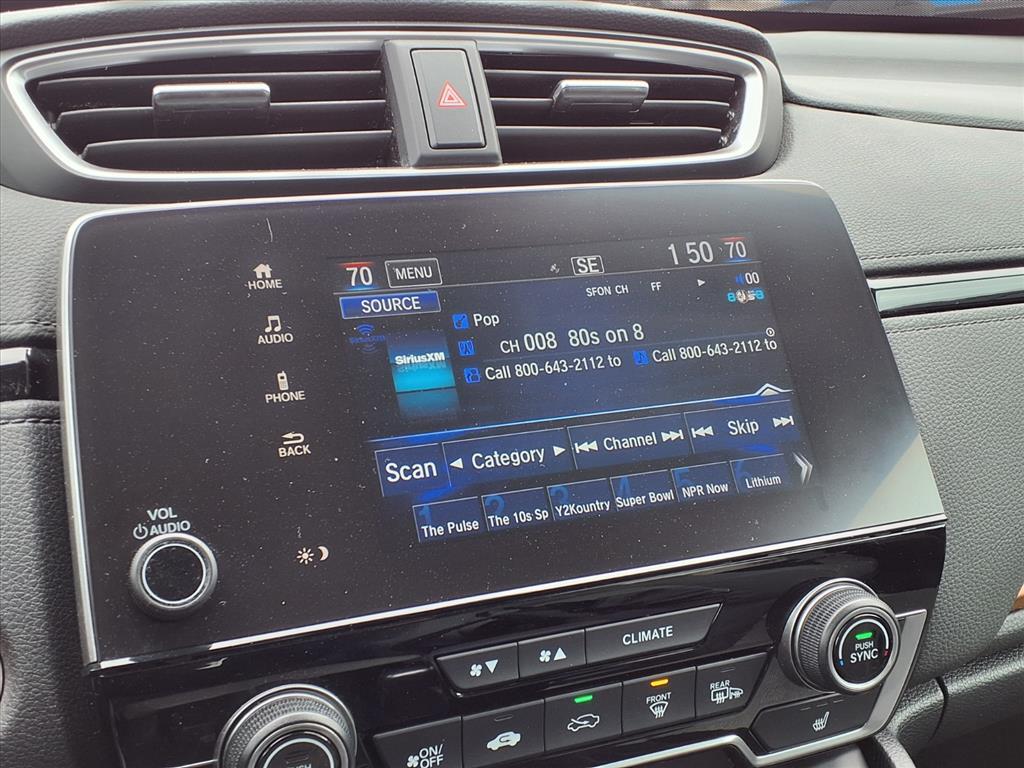 70 MENU SE 1 50 70
SOURCE SFON CH FF 00
HOME
AUDIO
PHONE
BACK
SiriusXM
SiriusXM
Pop
CH 008 80s on 8
Call 800-643-2112 to Call 800-643-2112 to
Scan Category Channel Skip
1 The Pulse
2 The 10s Sp
3 Y2Kountry
4 Super Bowl
5 NPR Now
6 Lithium
VOL
AUDIO
CLIMATE
PUSH
SYNC
ON/
OFF
FRONT
REAR
PUSH